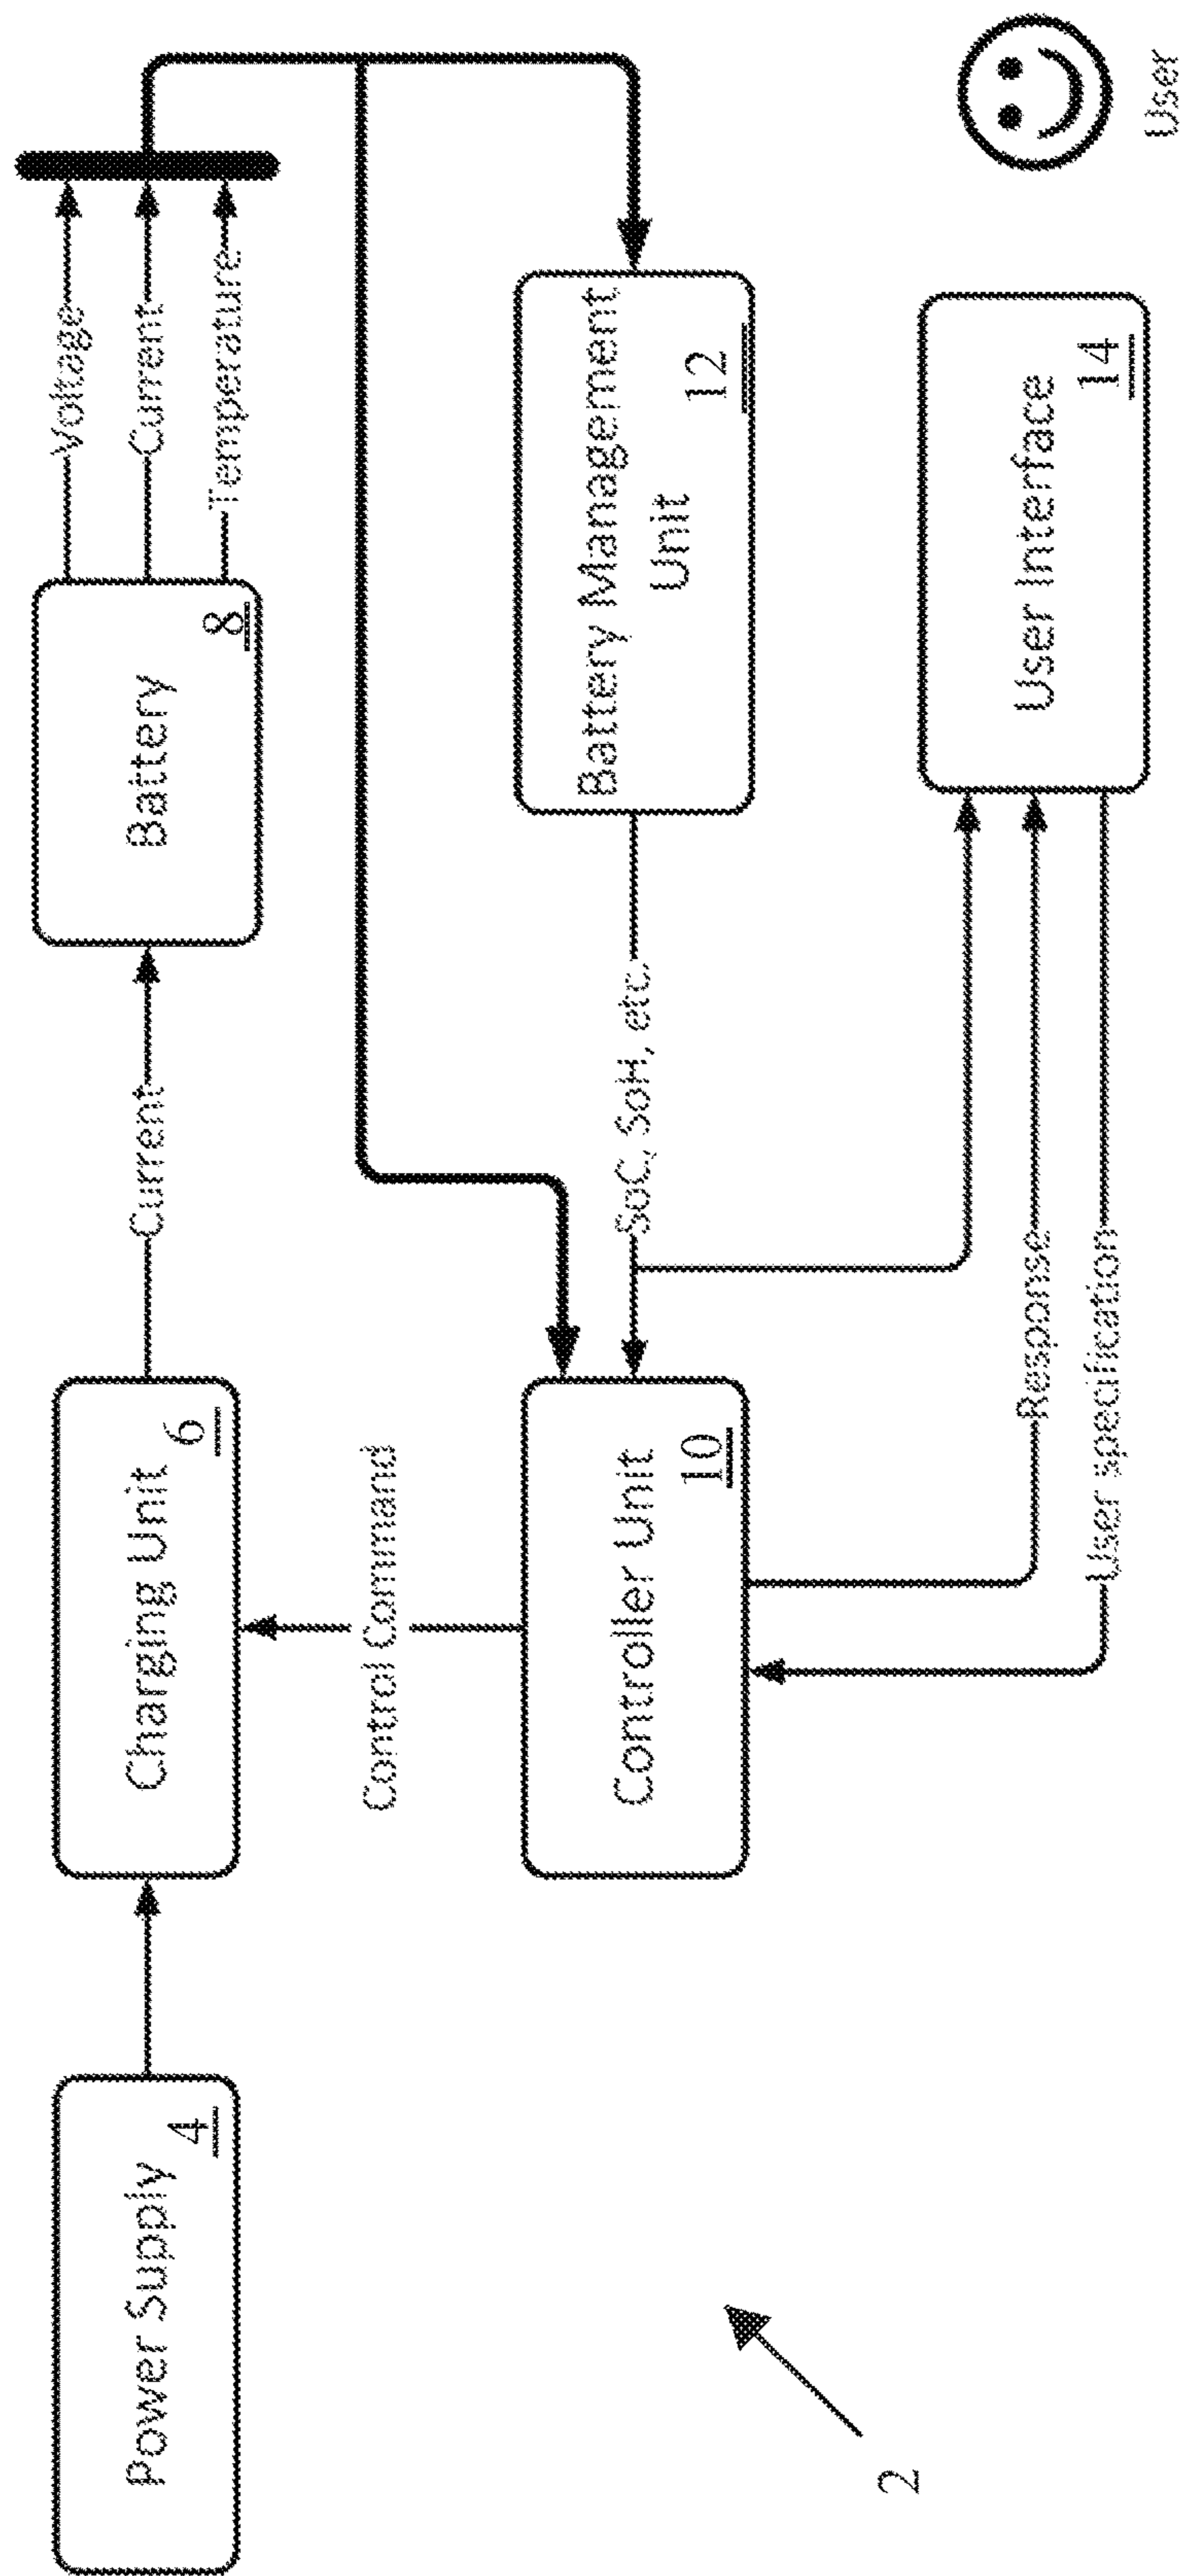 Power Supply
4
Charging Unit
6
Current
Battery
8
Voltage
Current
Temperature
Control Command
Controller Unit
10
SoC, SoH, etc.
Battery Management
Unit
12
Response
User specification
User Interface
14
User
2